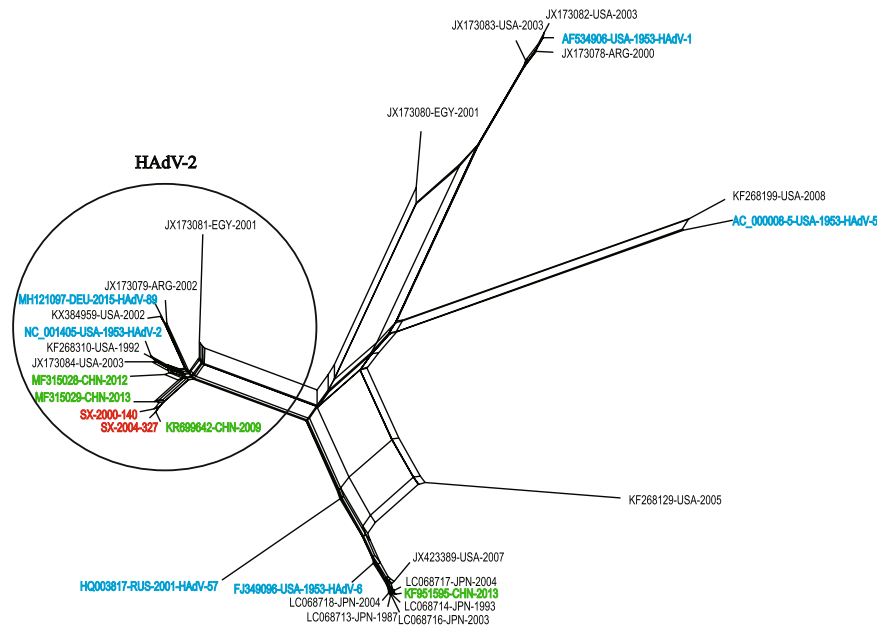 JX173082-USA-2003
JX173083-USA-2003
AF534906-USA-1953-HAdV-1
JX173078-ARG-2000
JX173080-EGY-2001
HAdV-2
KF268199-USA-2008
AC_000008-5-USA-1953-HAdV-5
JX173081-EGY-2001
JX173079-ARG-2002
MH121097-DEU-2015-HAdV-89
KX384959-USA-2002
NC_001405-USA-1953-HAdV-2
KF268310-USA-1992
JX173084-USA-2003
MF315028-CHN-2012
MF315029-CHN-2013
SX-2000-140
SX-2004-327
KR699642-CHN-2009
KF268129-USA-2005
JX423389-USA-2007
HQ003817-RUS-2001-HAdV-57
FJ349096-USA-1953-HAdV-6
LC068717-JPN-2004
KF951595-CHN-2013
LC068718-JPN-2004
LC068714-JPN-1993
LC068713-JPN-1987
LC068716-JPN-2003